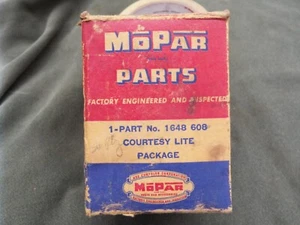 MOPAR
PARTS
FACTORY ENGINEERED AND INSPECTED
1-PART No. 1648 608
COURTESY LITE
PACKAGE
MOPAR